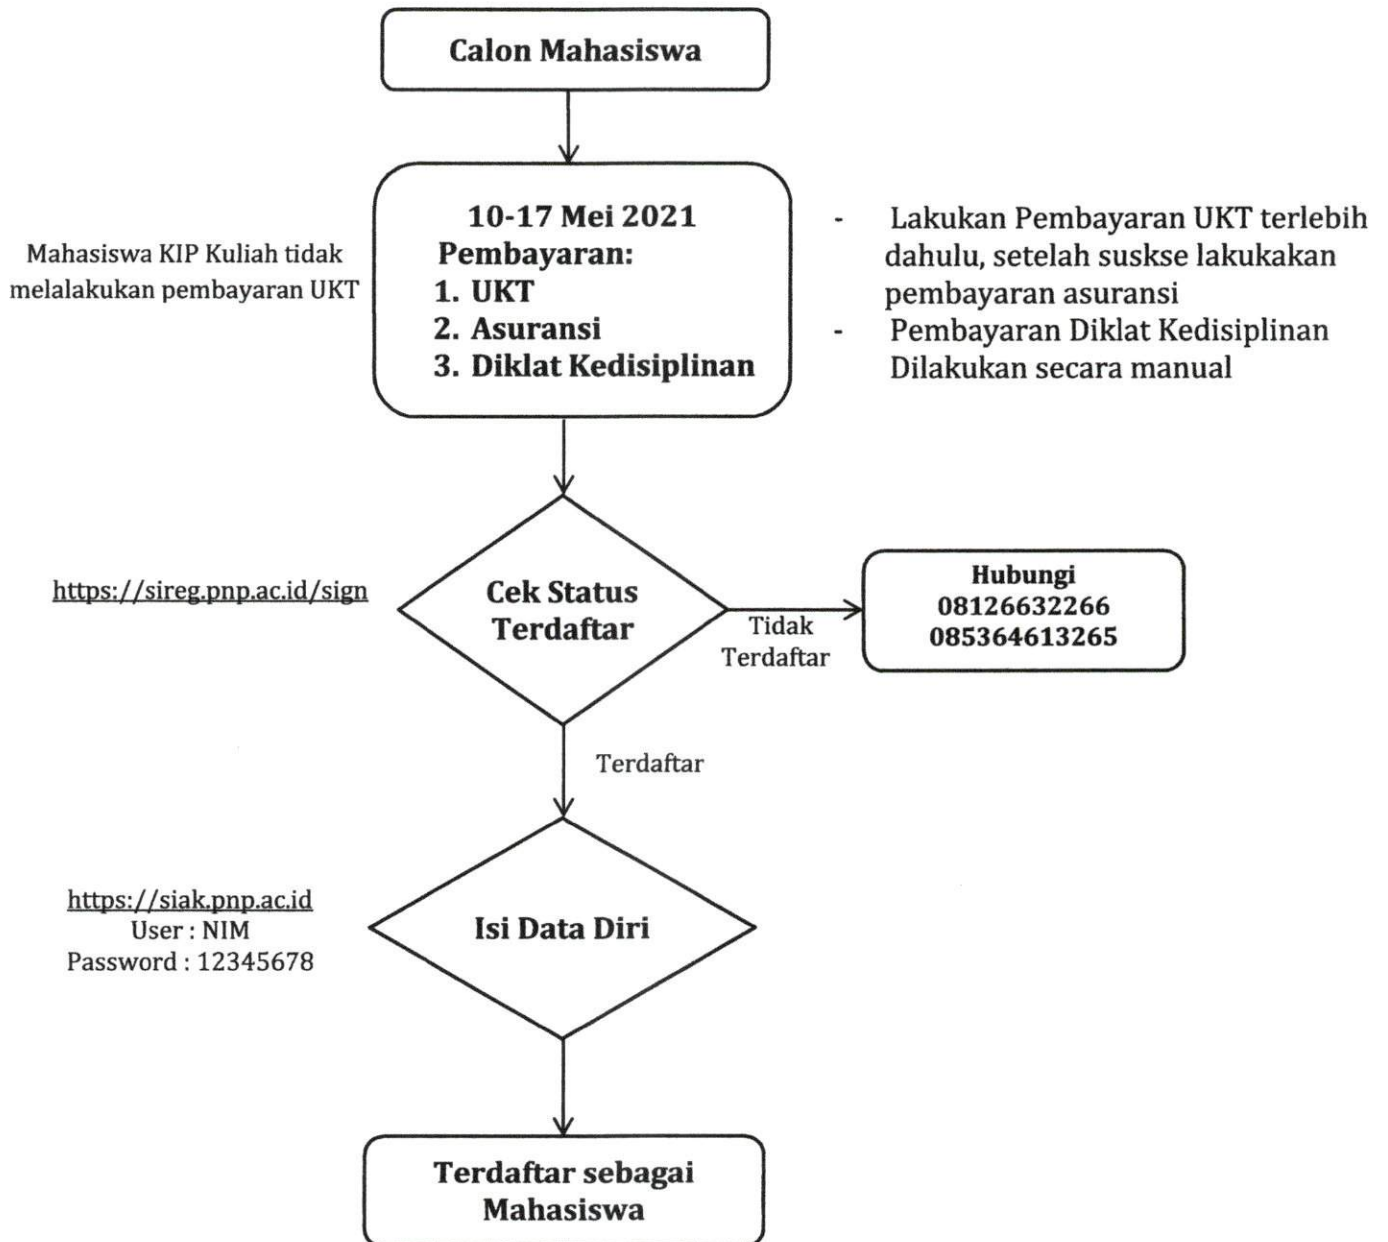 Calon Mahasiswa
10-17 Mei 2021
Pembayaran:
1. UKT
2. Asuransi
3. Diklat Kedisiplinan
Mahasiswa KIP Kuliah tidak
melalakukan pembayaran UKT
- Lakukan Pembayaran UKT terlebih
dahulu, setelah suskse lakukakan
pembayaran asuransi
- Pembayaran Diklat Kedisiplinan
Dilakukan secara manual
https://sireg.pnp.ac.id/sign
Cek Status
Terdaftar
Tidak
Terdaftar
Hubungi
08126632266
085364613265
Terdaftar
https://siak.pnp.ac.id
User : NIM
Password : 12345678
Isi Data Diri
Terdaftar sebagai
Mahasiswa